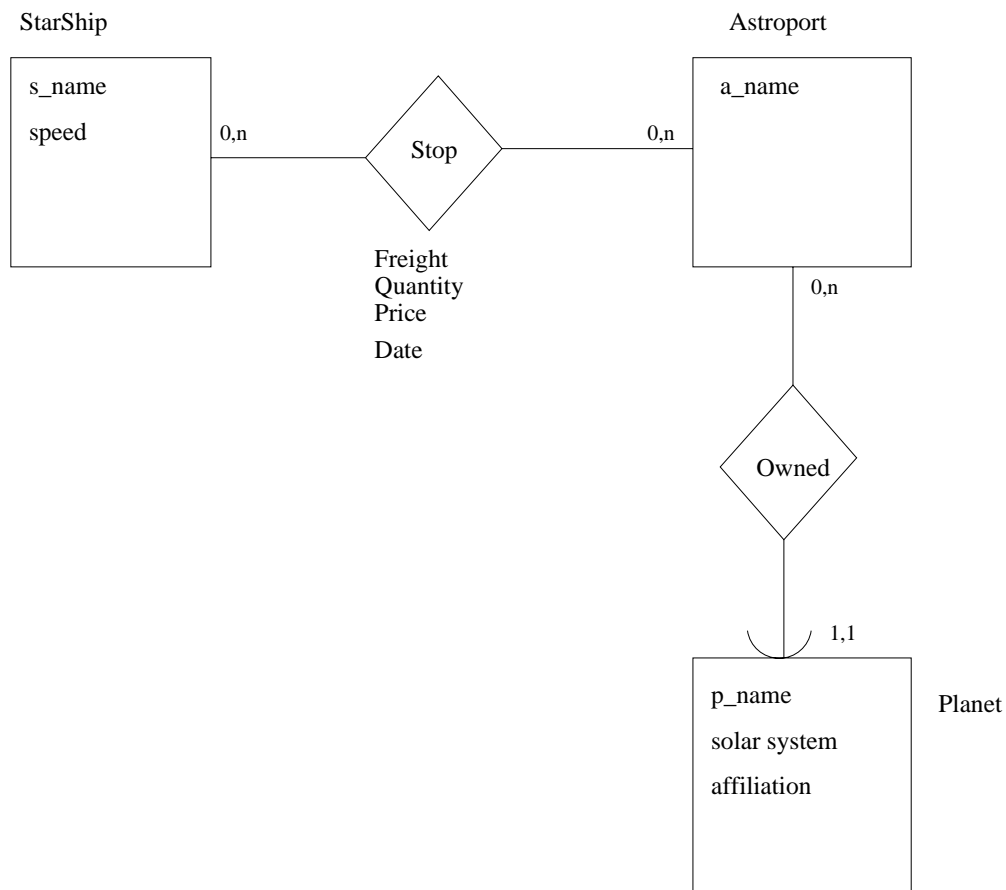 StarShip
Astroport
s_name
speed
0,n
Stop
0,n
a_name
Freight
Quantity
Price
Date
0,n
Owned
1,1
p_name
solar system
affiliation
Planet